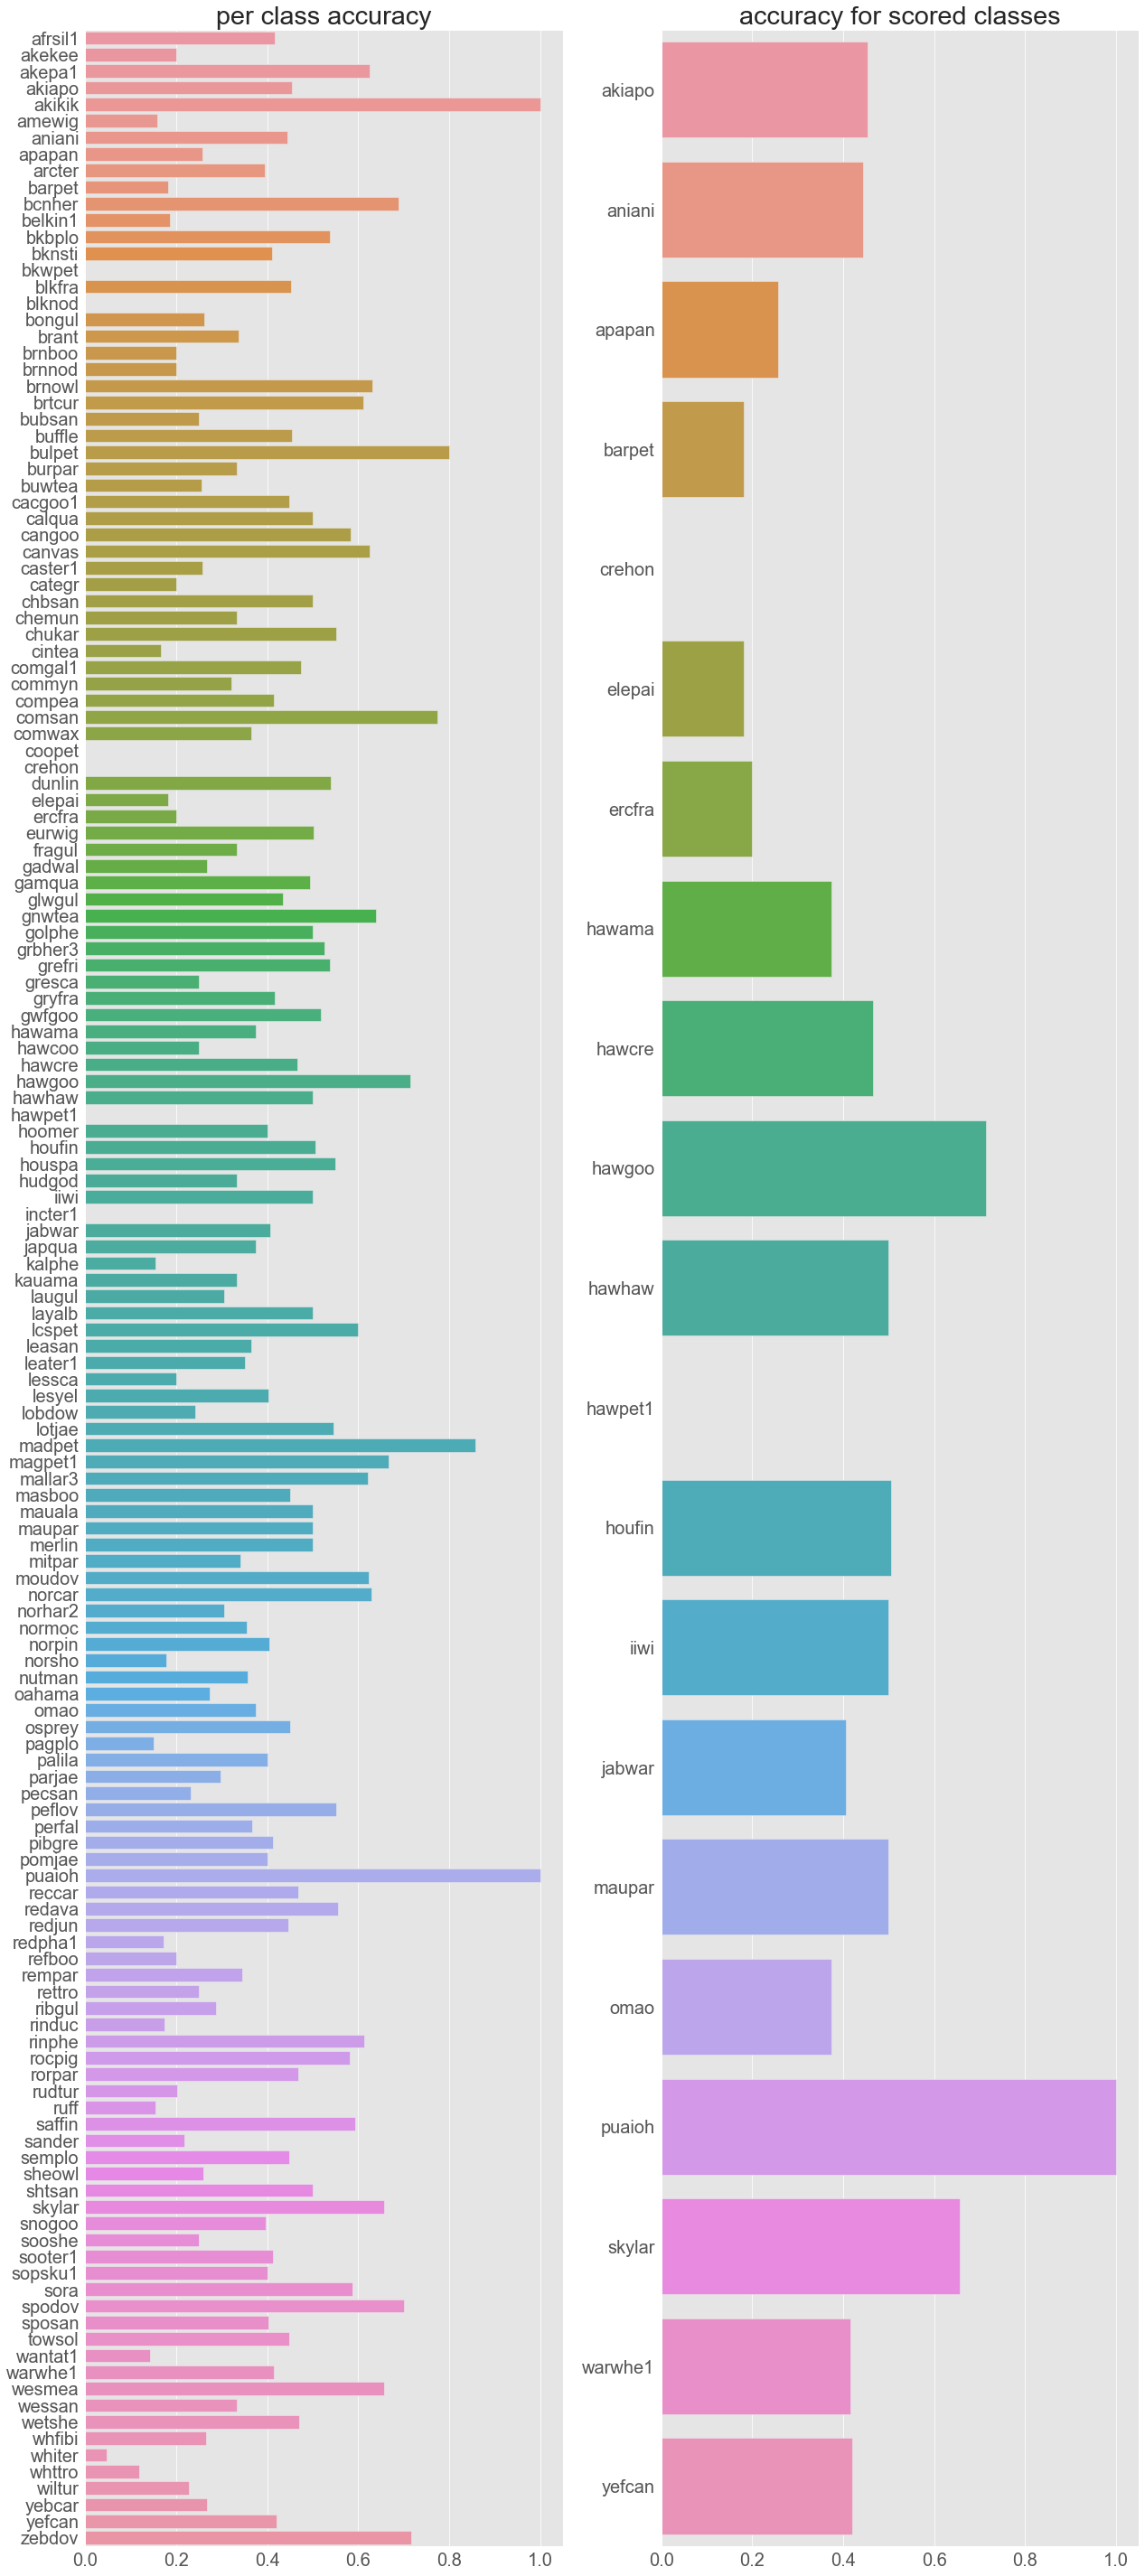 per class accuracy
afrsil1
akekee
akepa1
akiapo
akikik
amewig
aniani
apapan
arcter
barpet
bcnher
belkin1
bkbplo
bknsti
bkwpet
blkfra
blknod
bongul
brant
brnboo
brnnod
brnowl
brtcur
bubsan
buffle
bulpet
burpar
buwtea
cacgoo1
calqua
cangoo
canvas
caster1
categr
chbsan
chemun
chukar
cintea
comgal1
commyn
compea
comsan
comwax
coopet
crehon
dunlin
elepai
ercfra
eurwig
fragul
gadwal
gamqua
glwgul
gnwtea
golphe
grbher3
grefri
gresca
gryfra
gwfgoo
hawama
hawcoo
hawcre
hawgoo
hawhaw
hawpet1
hoomer
houfin
houspa
hudgod
iiwi
incter1
jabwar
japqua
kalphe
kauama
laugul
layalb
lcspet
leasan
leater1
lessca
lesyel
lobdow
lotjae
madpet
magpet1
mallar3
masboo
mauala
maupar
merlin
mitpar
moudov
norcar
norhar2
normoc
norpin
norsho
nutman
oahama
omao
osprey
pagplo
palila
parjae
pecsan
peflov
perfal
pibgre
pomjae
puaioh
reccar
redava
redjun
redpha1
refboo
rempar
rettro
ribgul
rinduc
rinphe
rocpig
rorpar
rudtur
ruff
saffin
sander
semplo
sheowl
shtsan
skylar
snogoo
sooshe
sooter1
sopsku1
sora
spodov
sposan
towsol
wantat1
warwhe1
wesmea
wessan
wetshe
whfibi
whiter
whttro
wiltur
yebcar
yefcan
zebdov
0.0 0.2 0.4 0.6 0.8 1.0
accuracy for scored classes
akiapo
aniani
apapan
barpet
crehon
elepai
ercfra
hawama
hawcre
hawgoo
hawhaw
hawpet1
houfin
iiwi
jabwar
maupar
omao
puaioh
skylar
warwhe1
yefcan
0.0 0.2 0.4 0.6 0.8 1.0